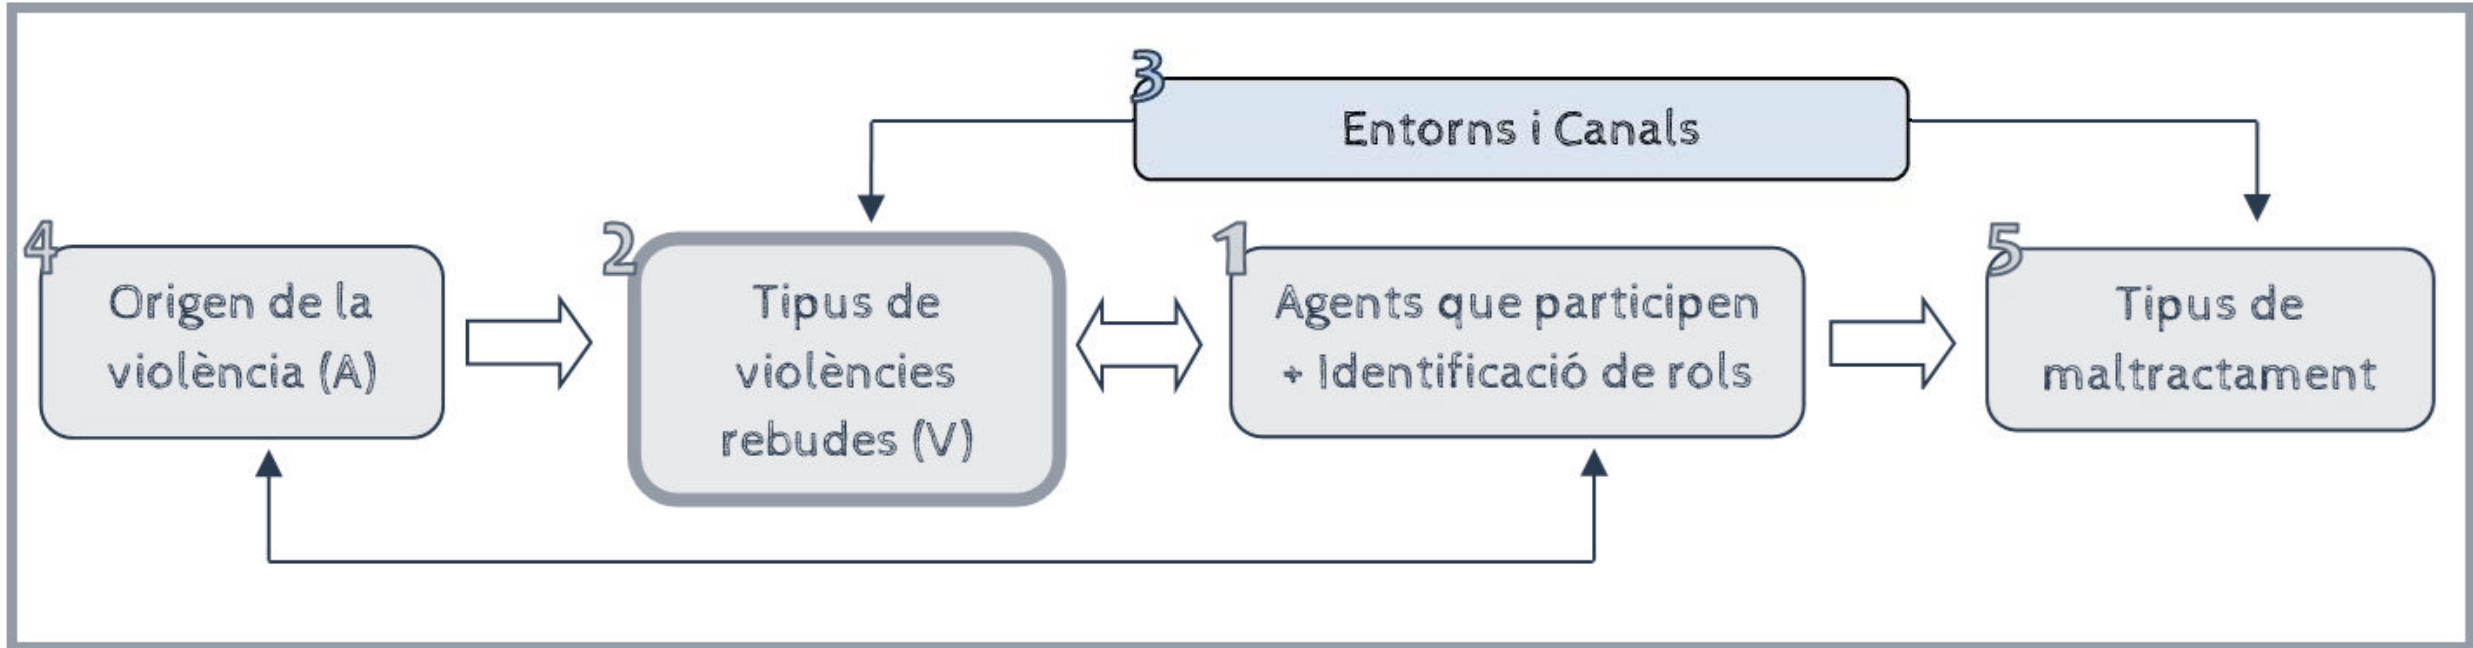 3
Entorns i Canals
4
Origen de la
violència (A)
2
Tipus de
violències
rebudes (V)
1
Agents que participen
+ Identificació de rols
5
Tipus de
maltractament